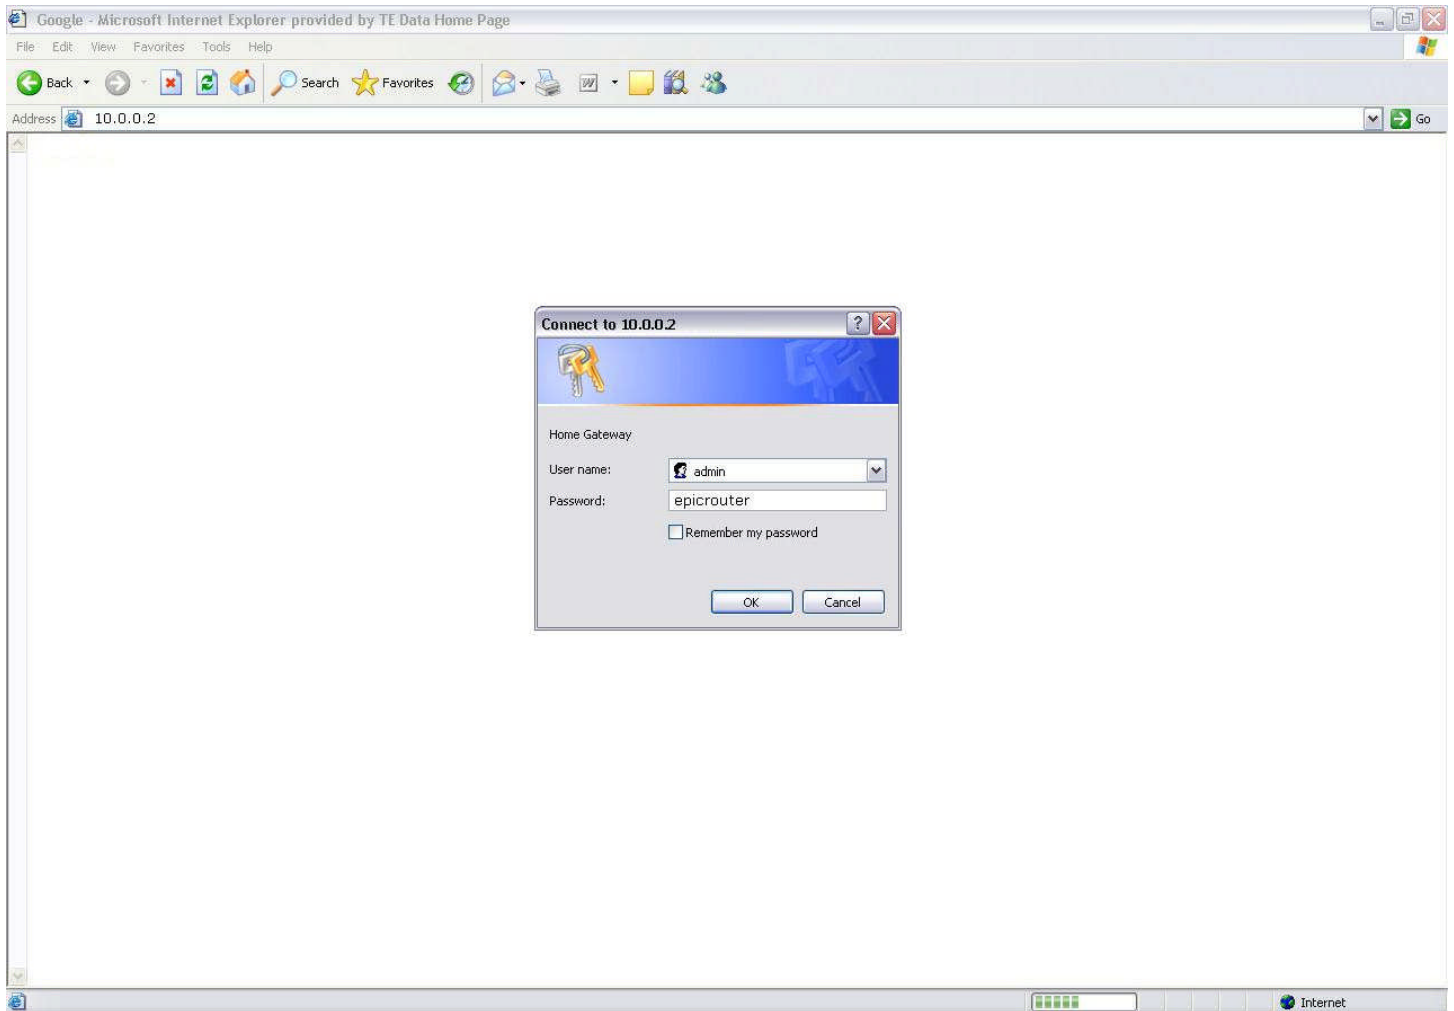 Google - Microsoft Internet Explorer provided by TE Data Home Page
File Edit View Favorites Tools Help
Back Search Favorites
Address 10.0.0.2 Go
Connect to 10.0.0.2
Home Gateway
User name: admin
Password: epicrouter
Remember my password
OK Cancel
Internet